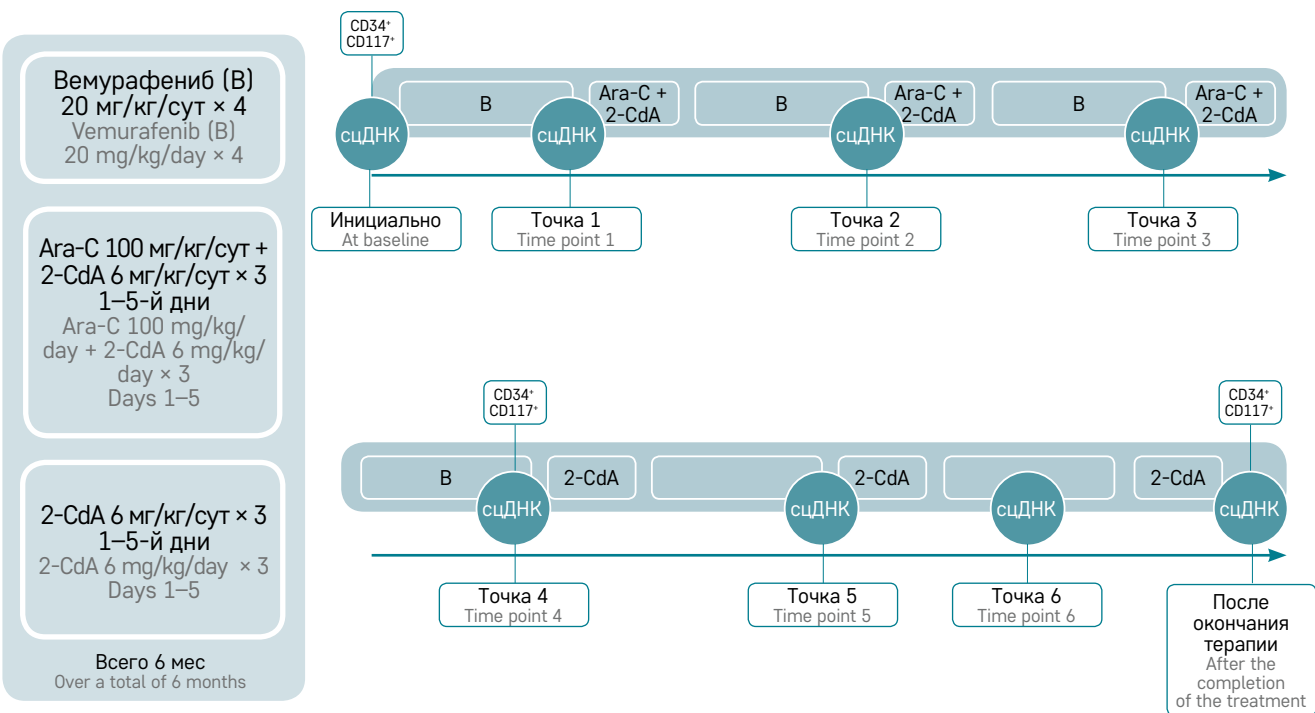 Вемурафениб (В)
20 мг/кг/сут × 4
Vemurafenib (B)
20 mg/kg/day × 4
Ara-C 100 мг/кг/сут +
2-CdA 6 мг/кг/сут × 3
1–5-й дни
Ara-C 100 mg/kg/
day + 2-CdA 6 mg/kg/
day × 3
Days 1–5
2-CdA 6 мг/кг/сут × 3
1–5-й дни
2-CdA 6 mg/kg/day × 3
Days 1–5
Всего 6 мес
Over a total of 6 months
CD34⁺
CD117⁺
В
Ara-C +
2-CdA
В
Ara-C +
2-CdA
В
Ara-C +
2-CdA
сцДНК
сцДНК
сцДНК
сцДНК
Инициально
At baseline
Точка 1
Time point 1
Точка 2
Time point 2
Точка 3
Time point 3
CD34⁺
CD117⁺
CD34⁺
CD117⁺
В
2-CdA
2-CdA
2-CdA
сцДНК
сцДНК
сцДНК
сцДНК
Точка 4
Time point 4
Точка 5
Time point 5
Точка 6
Time point 6
После
окончания
терапии
After the
completion
of the treatment